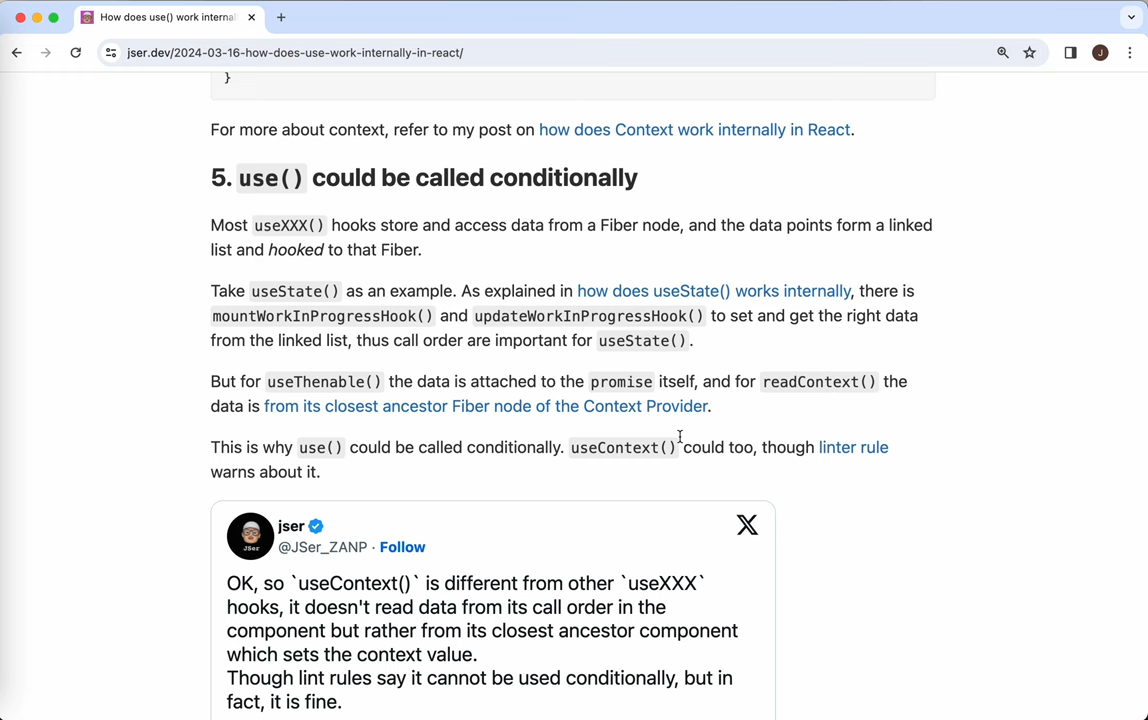 How does use() work interna
jser.dev/2024-03-16-how-does-use-work-internally-in-react/
J
}
For more about context, refer to my post on how does Context work internally in React.
5. use() could be called conditionally
Most useXXX() hooks store and access data from a Fiber node, and the data points form a linked
list and hooked to that Fiber.
Take useState() as an example. As explained in how does useState() works internally, there is
mountWorkInProgressHook() and updateWorkInProgressHook() to set and get the right data
from the linked list, thus call order are important for useState().
But for useThenable() the data is attached to the promise itself, and for readContext() the
data is from its closest ancestor Fiber node of the Context Provider.
This is why use() could be called conditionally. useContext() could too, though linter rule
warns about it.
JSer
jser
@JSer_ZANP · Follow
OK, so `useContext()` is different from other `useXXX`
hooks, it doesn't read data from its call order in the
component but rather from its closest ancestor component
which sets the context value.
Though lint rules say it cannot be used conditionally, but in
fact, it is fine.